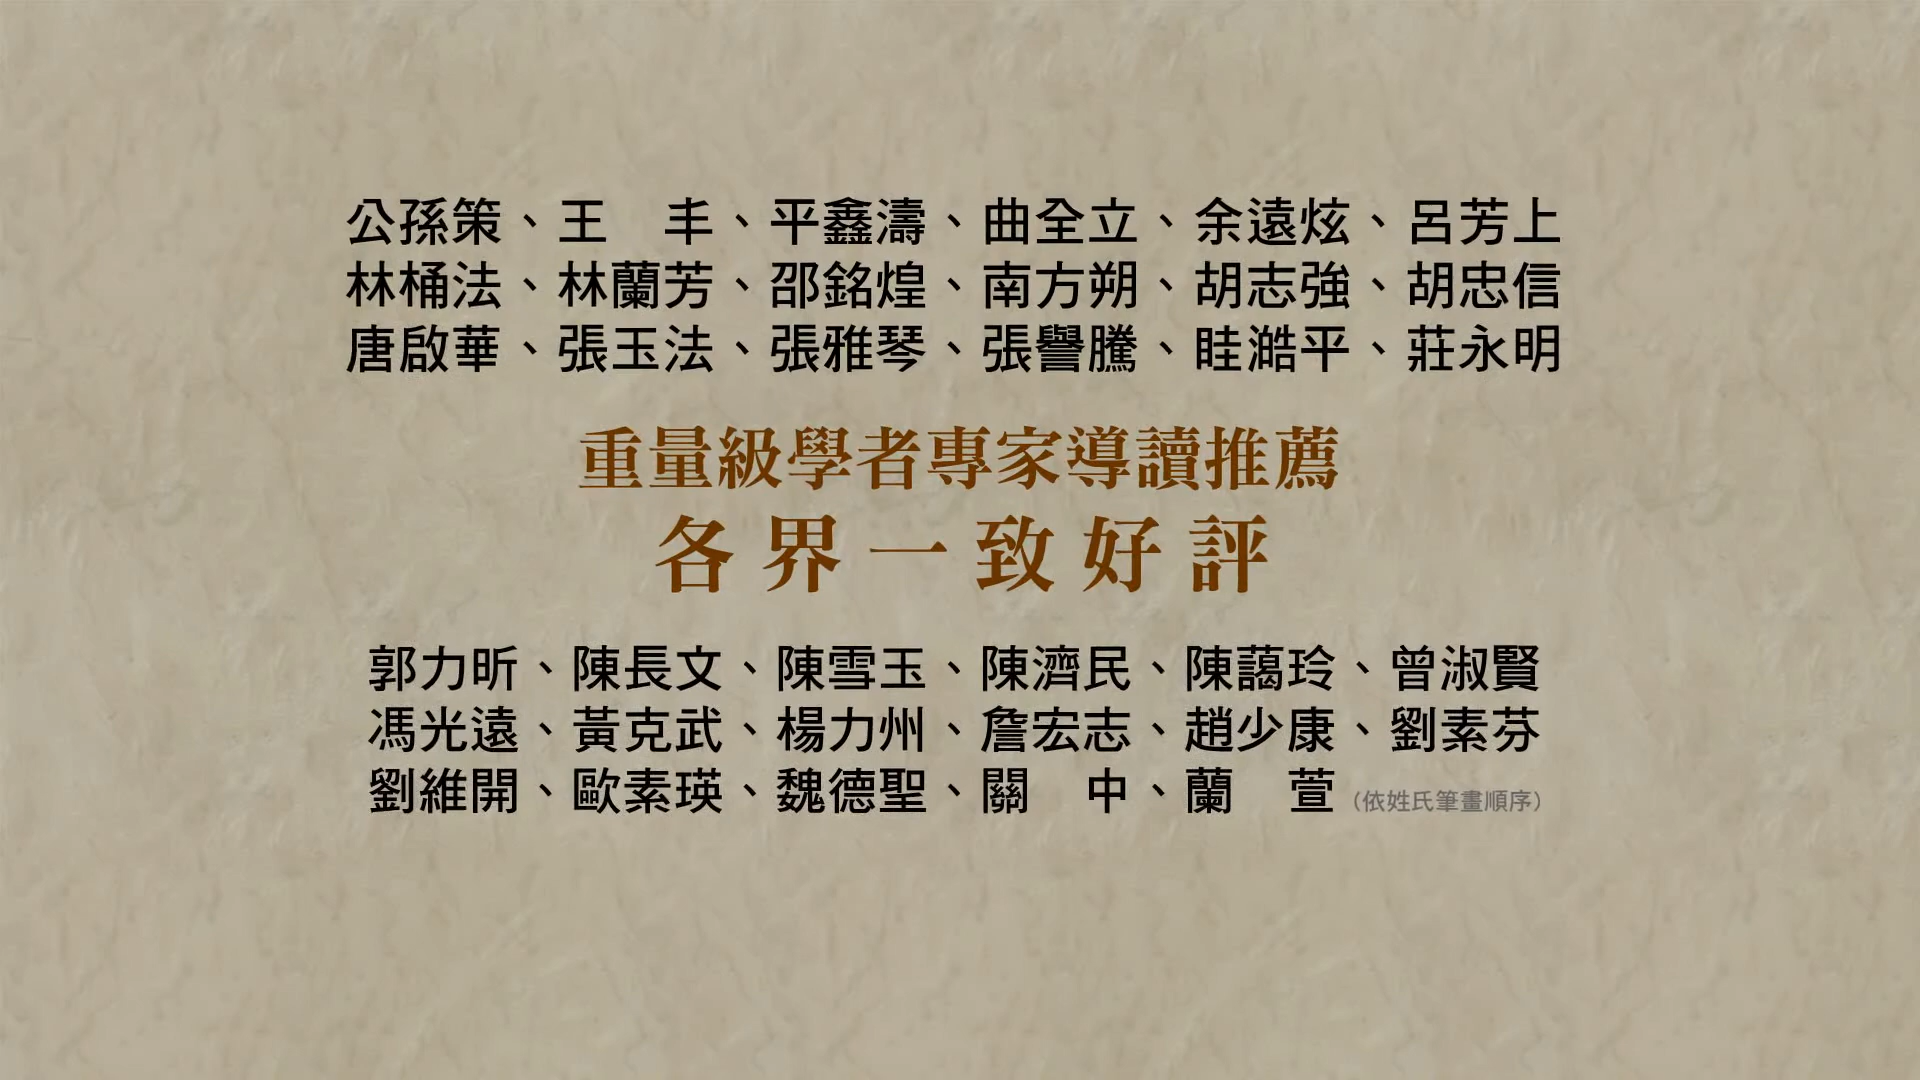 公孫策、王　丰、平鑫濤、曲全立、余遠炫、呂芳上
林桶法、林蘭芳、邵銘煌、南方朔、胡志強、胡忠信
唐啟華、張玉法、張雅琴、張譽騰、眭澔平、莊永明
重量級學者專家導讀推薦
各界一致好評
郭力昕、陳長文、陳雪玉、陳濟民、陳藹玲、曾淑賢
馮光遠、黃克武、楊力州、詹宏志、趙少康、劉素芬
劉維開、歐素瑛、魏德聖、關　中、蘭　萱（依姓氏筆畫順序）